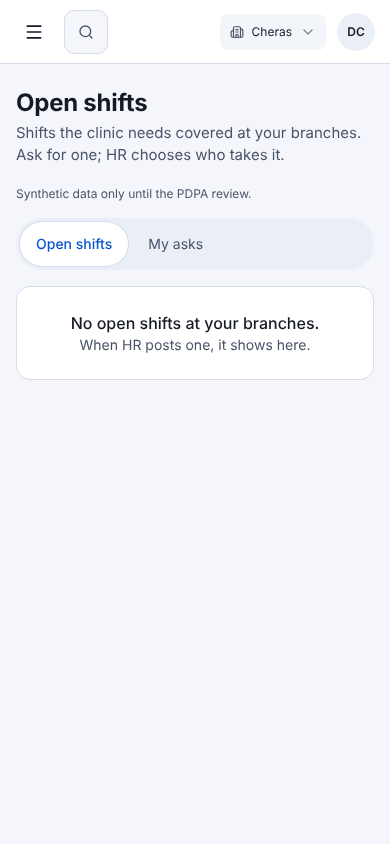 Cheras
DC
Open shifts
Shifts the clinic needs covered at your branches.
Ask for one; HR chooses who takes it.
Synthetic data only until the PDPA review.
Open shifts
My asks
No open shifts at your branches.
When HR posts one, it shows here.